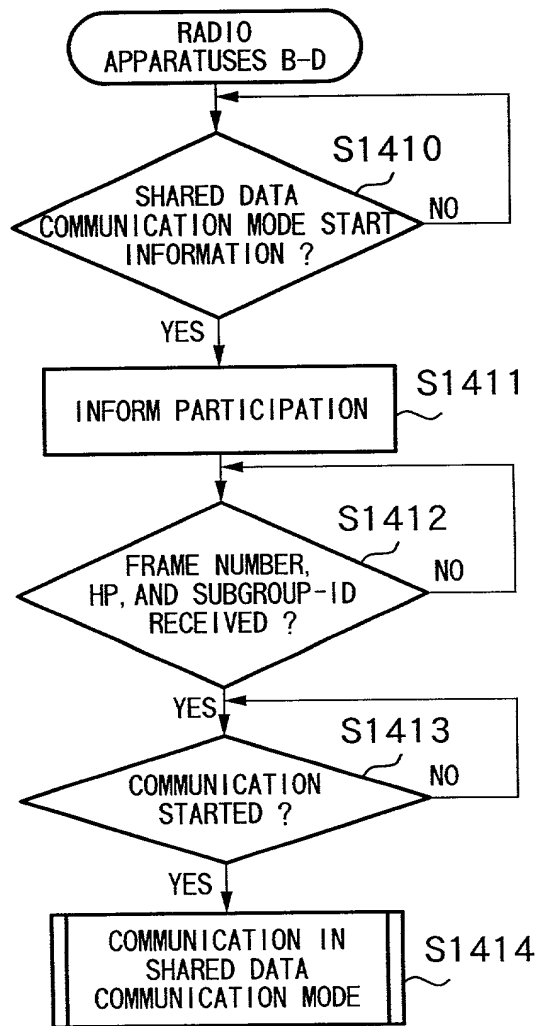 RADIO
APPARATUSES B-D
S1410
SHARED DATA
COMMUNICATION MODE START
INFORMATION ?
NO
YES
INFORM PARTICIPATION
S1411
S1412
FRAME NUMBER,
HP, AND SUBGROUP-ID
RECEIVED ?
NO
YES
S1413
COMMUNICATION
STARTED ?
NO
YES
COMMUNICATION IN
SHARED DATA
COMMUNICATION MODE
S1414